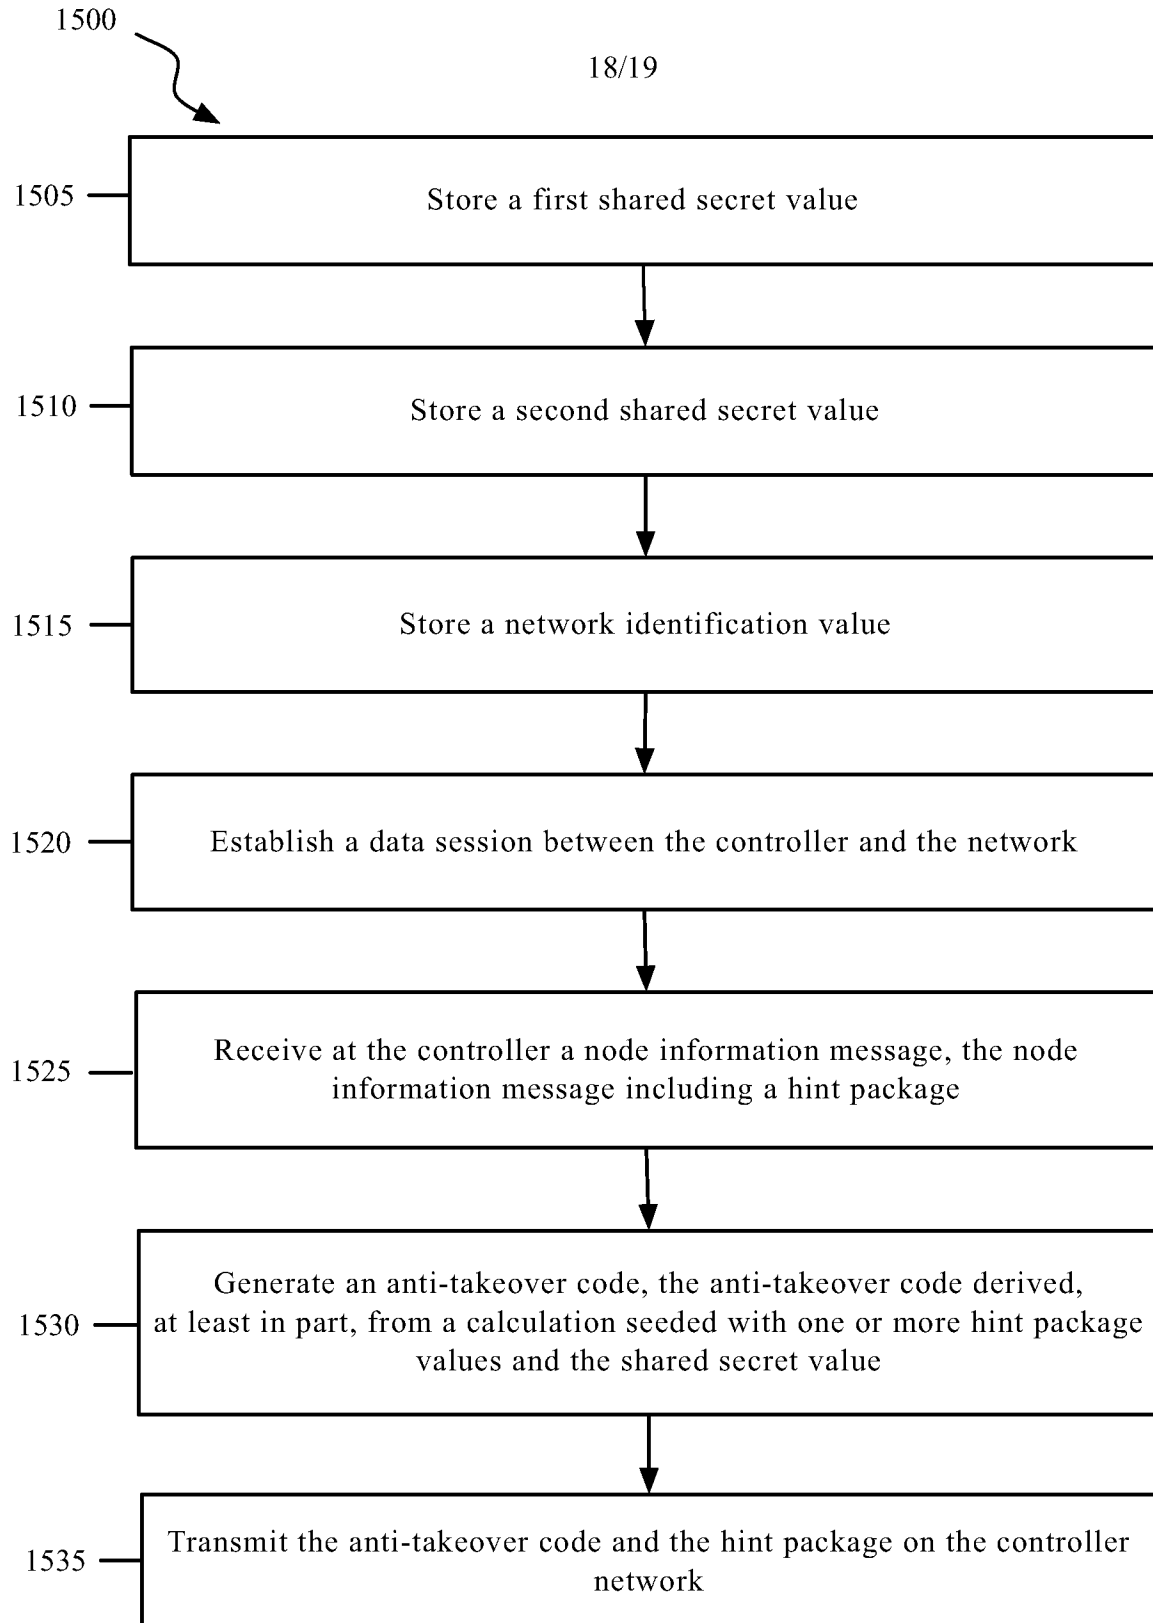 1500
18/19
1505
Store a first shared secret value
1510
Store a second shared secret value
1515
Store a network identification value
1520
Establish a data session between the controller and the network
1525
Receive at the controller a node information message, the node
information message including a hint package
1530
Generate an anti-takeover code, the anti-takeover code derived,
at least in part, from a calculation seeded with one or more hint package
values and the shared secret value
1535
Transmit the anti-takeover code and the hint package on the controller
network